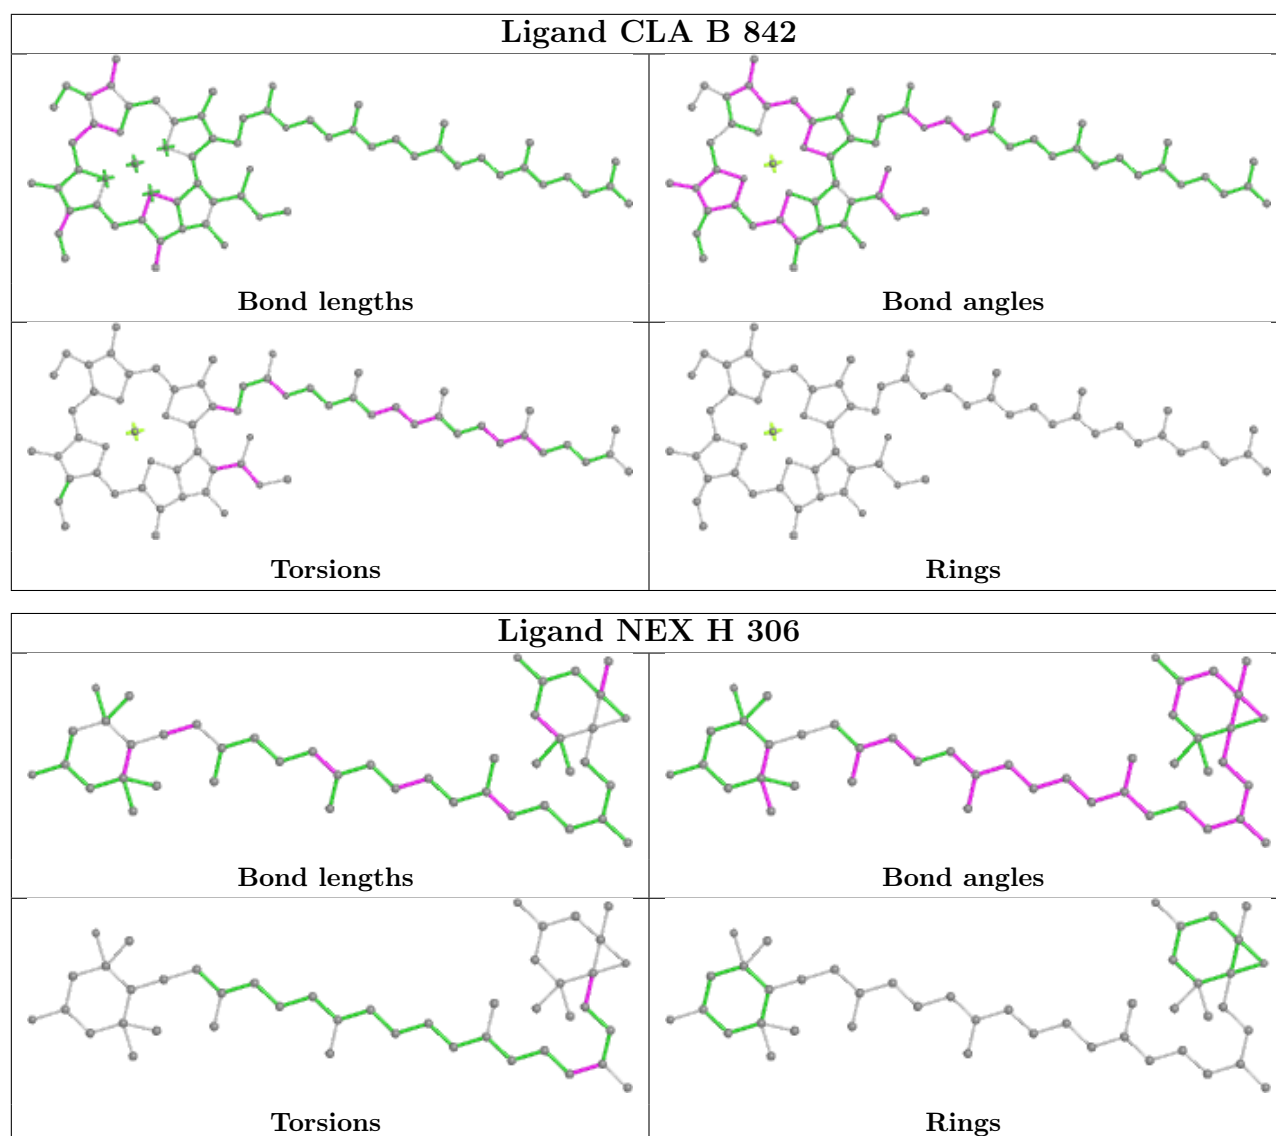 Ligand CLA B 842
Bond lengths
Bond angles
Torsions
Rings
Ligand NEX H 306
Bond lengths
Bond angles
Torsions
Rings